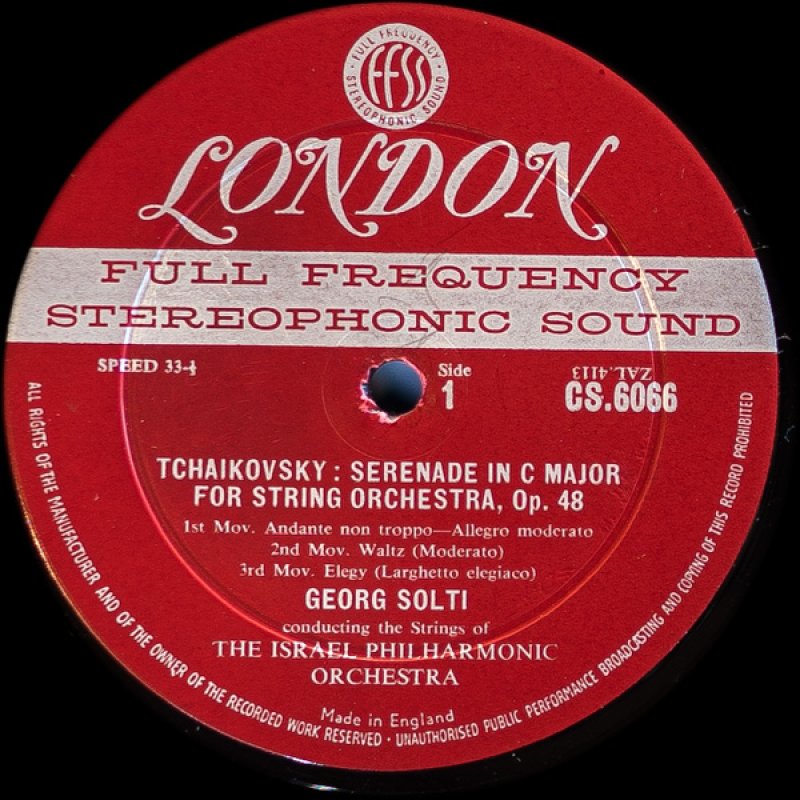 FULL FREQUENCY · STEREOPHONIC SOUND ·
FFSS
LONDON
FULL FREQUENCY
STEREOPHONIC SOUND
SPEED 33-⅓
Side
1
ZAL.4113
CS.6066
TCHAIKOVSKY : SERENADE IN C MAJOR
FOR STRING ORCHESTRA, Op. 48
1st Mov. Andante non troppo—Allegro moderato
2nd Mov. Waltz (Moderato)
3rd Mov. Elegy (Larghetto elegiaco)
GEORG SOLTI
conducting the Strings of
THE ISRAEL PHILHARMONIC
ORCHESTRA
Made in England
ALL RIGHTS OF THE MANUFACTURER AND OF THE OWNER OF THE RECORDED WORK RESERVED · UNAUTHORISED PUBLIC PERFORMANCE BROADCASTING AND COPYING OF THIS RECORD PROHIBITED